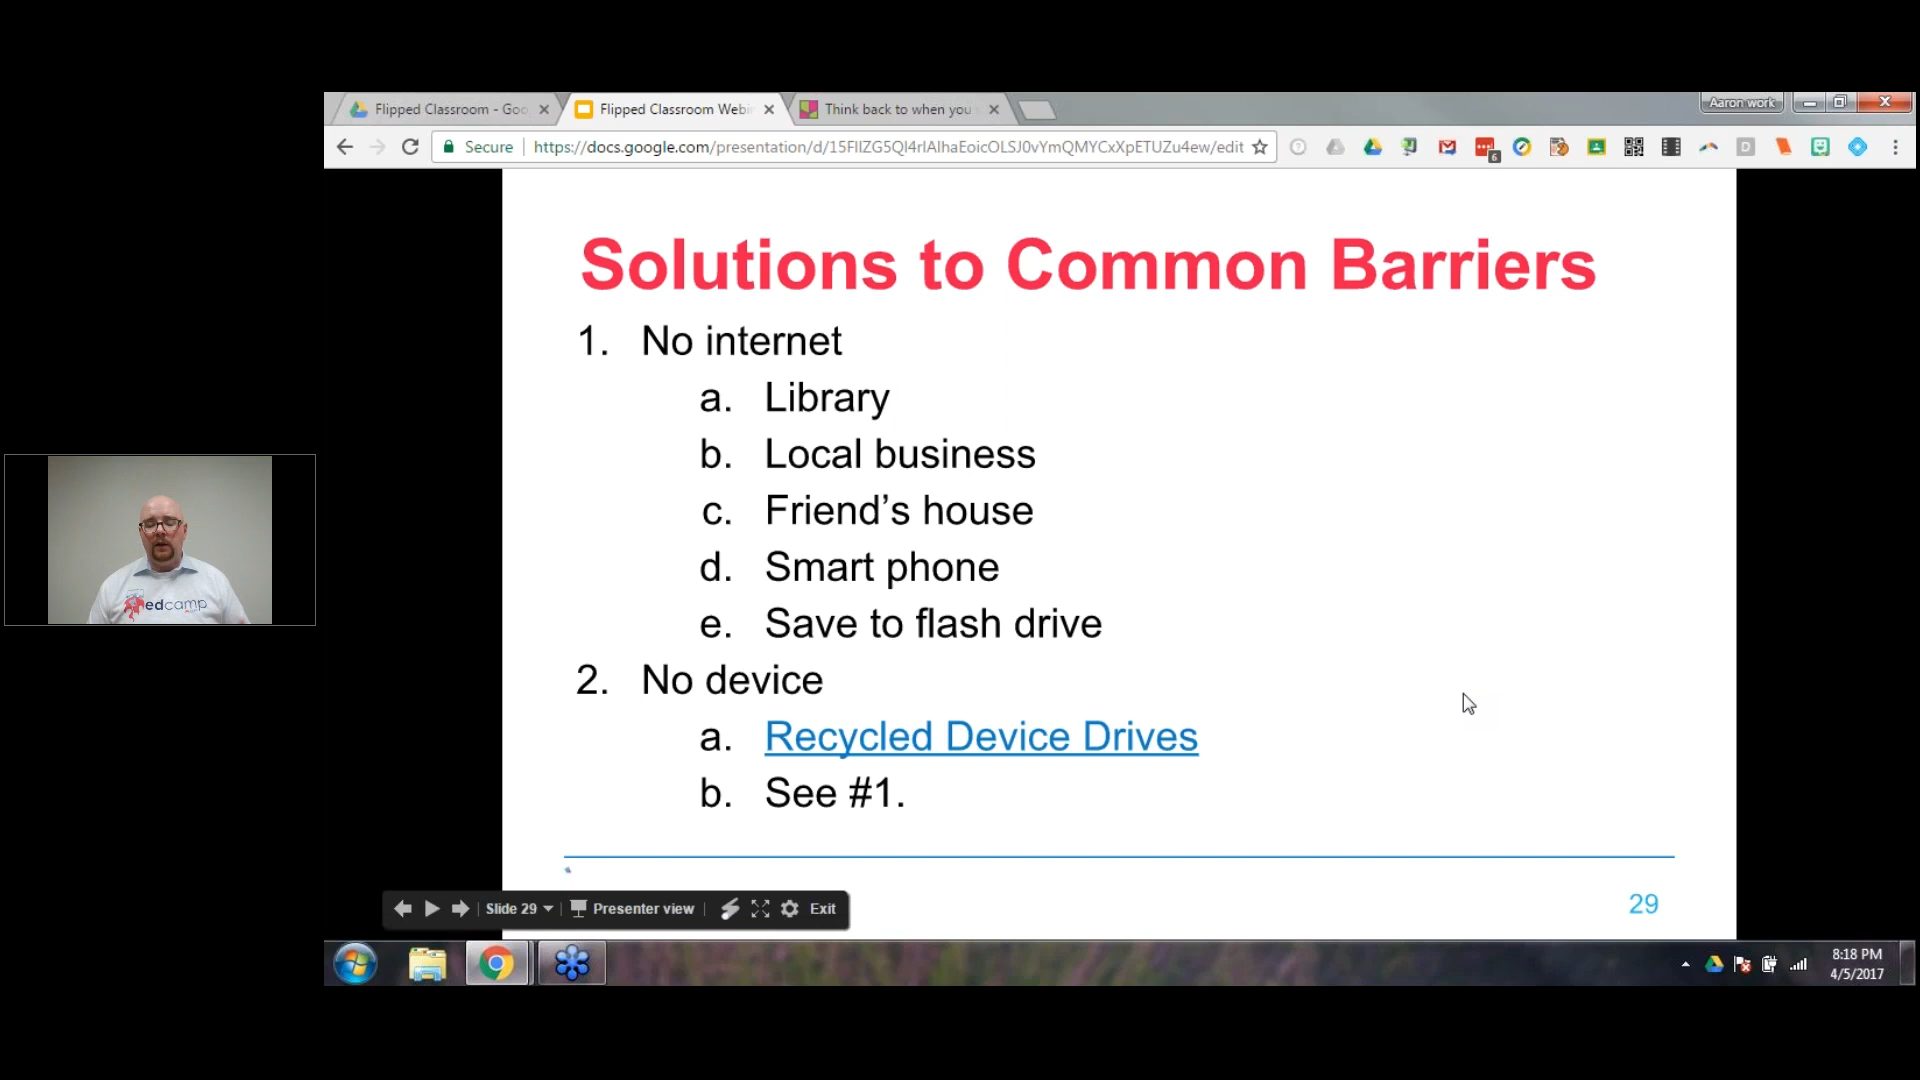 Flipped Classroom - Goo
Flipped Classroom Webi
Think back to when you
Aaron work
Secure
https://docs.google.com/presentation/d/15FIlZG5Ql4rIAlhaEoicOLSJ0vYmQMYCxXpETUZu4ew/edit
6
D
Solutions to Common Barriers
1. No internet
a. Library
b. Local business
c. Friend’s house
d. Smart phone
e. Save to flash drive
2. No device
a. Recycled Device Drives
b. See #1.
edcamp
Slide 29
Presenter view
Exit
29
8:18 PM
4/5/2017